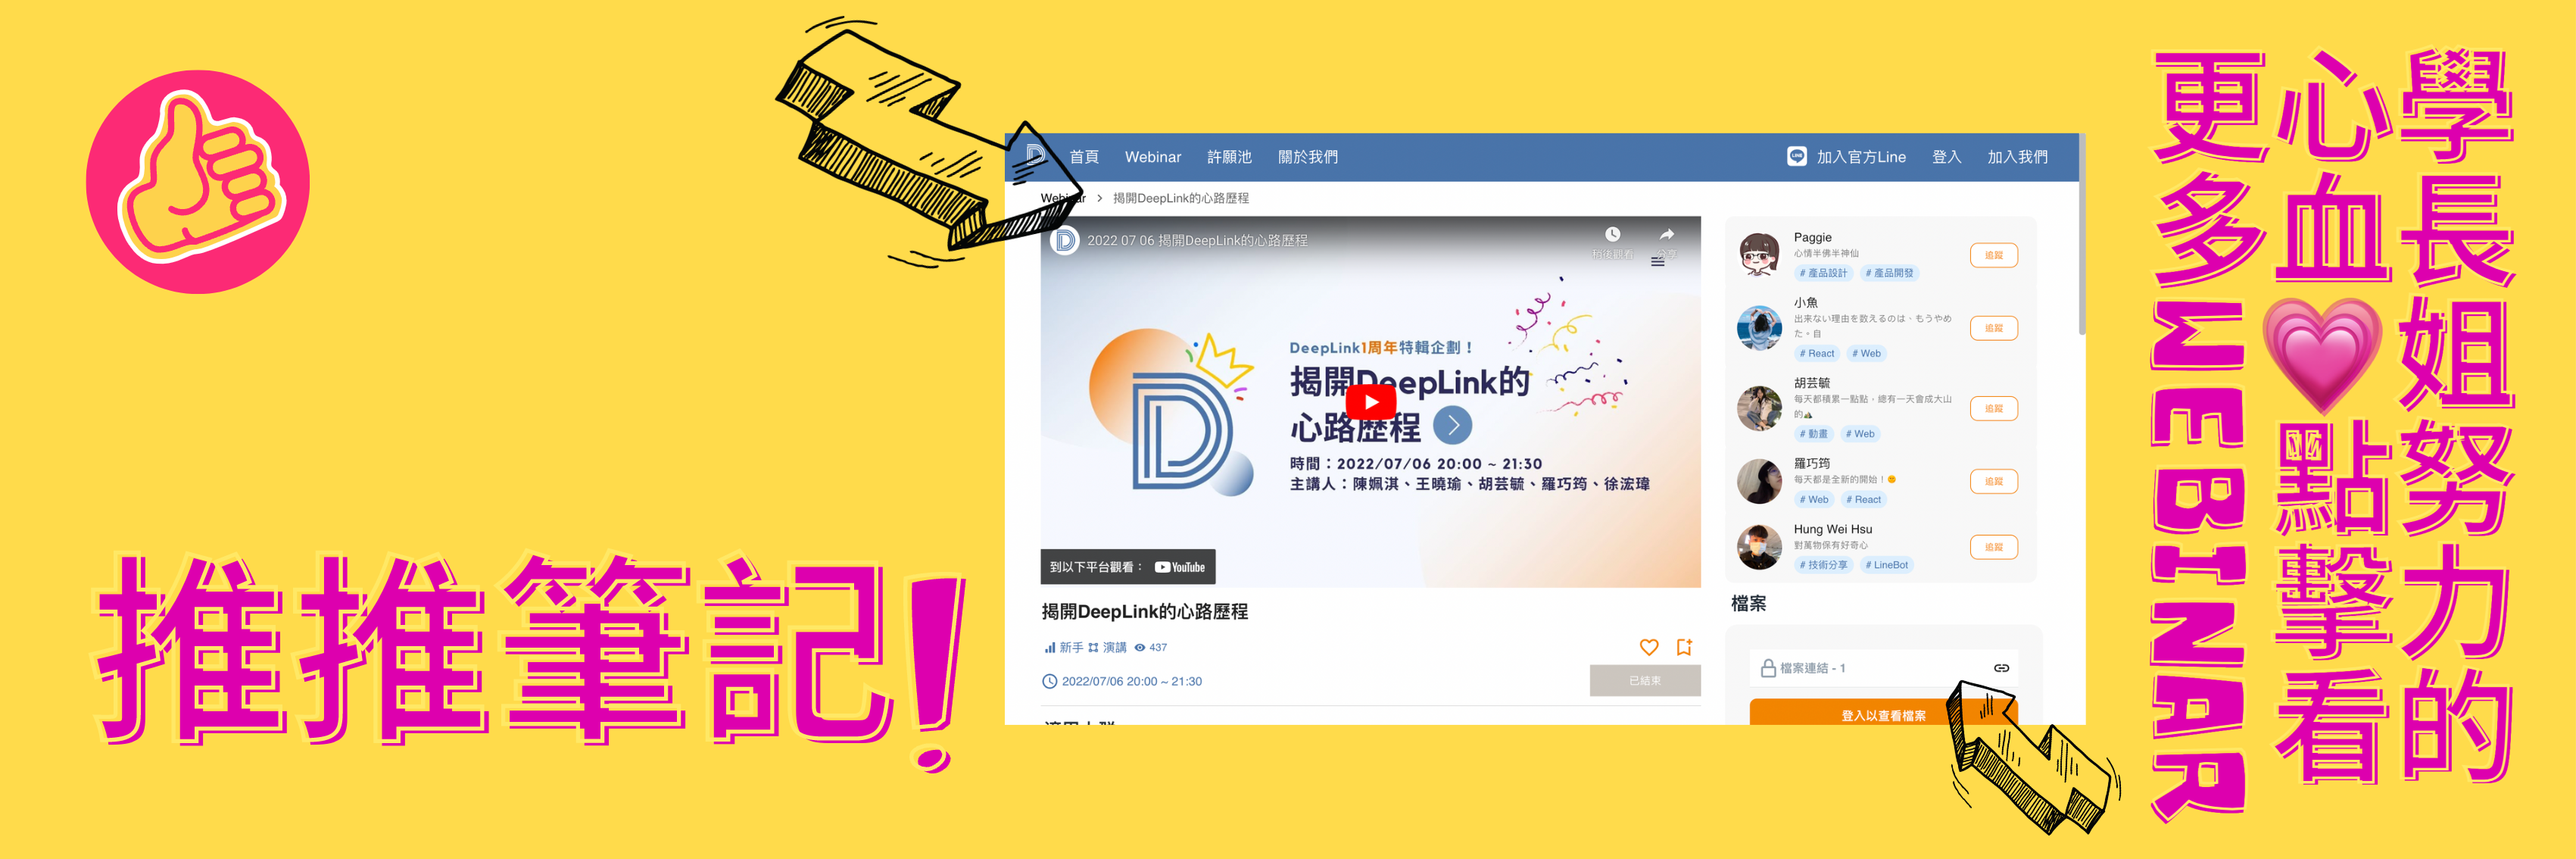 推推筆記!
首頁 Webinar 許願池 關於我們
加入官方Line 登入 加入我們
Webinar > 揭開DeepLink的心路歷程
2022 07 06 揭開DeepLink的心路歷程
稍後觀看 分享
DeepLink1周年特輯企劃！
揭開DeepLink的
心路歷程
時間：2022/07/06 20:00 ~ 21:30
主講人：陳姵淇、王曉瑜、胡芸毓、羅巧筠、徐浤瑋
到以下平台觀看： YouTube
揭開DeepLink的心路歷程
新手 演講 437
2022/07/06 20:00 ~ 21:30
已結束
Paggie
心情半佛半神仙
# 產品設計 # 產品開發
追蹤
小魚
出来ない理由を数えるのは、もうやめ
た。自
# React # Web
追蹤
胡芸毓
每天都積累一點點，總有一天會成大山
的
# 動畫 # Web
追蹤
羅巧筠
每天都是全新的開始！
# Web # React
追蹤
Hung Wei Hsu
對萬物保有好奇心
# 技術分享 # LineBot
追蹤
檔案
檔案連結 - 1
登入以查看檔案
學長姐努力的
心血💗點擊看
更多WEBINAR